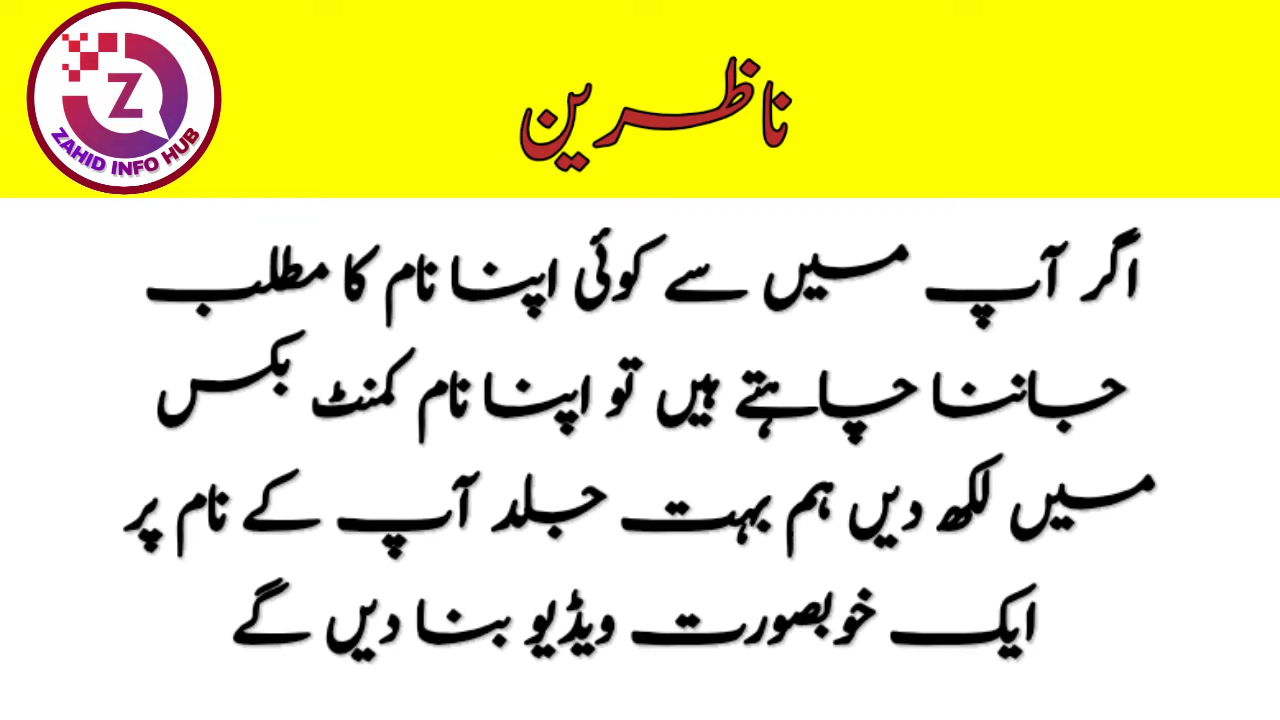 ZAHID INFO HUB
Z
ناظرین
اگر آپ میں سے کوئی اپنا نام کا مطلب
جاننا چاہتے ہیں تو اپنا نام کمنٹ بکس
میں لکھ دیں ہم بہت جلد آپ کے نام پر
ایک خوبصورت ویڈیو بنا دیں گے